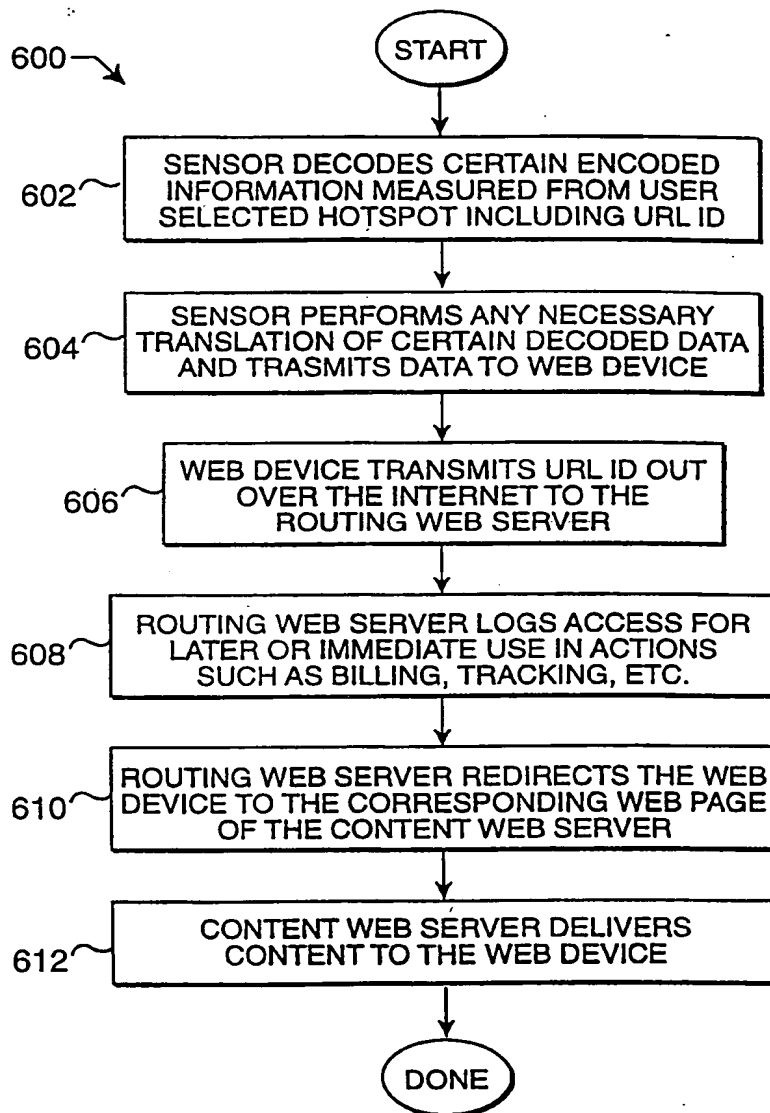 START
600
SENSOR DECODES CERTAIN ENCODED
INFORMATION MEASURED FROM USER
SELECTED HOTSPOT INCLUDING URL ID
602
SENSOR PERFORMS ANY NECESSARY
TRANSLATION OF CERTAIN DECODED DATA
AND TRASMITS DATA TO WEB DEVICE
604
WEB DEVICE TRANSMITS URL ID OUT
OVER THE INTERNET TO THE
ROUTING WEB SERVER
606
ROUTING WEB SERVER LOGS ACCESS FOR
LATER OR IMMEDIATE USE IN ACTIONS
SUCH AS BILLING, TRACKING, ETC.
608
ROUTING WEB SERVER REDIRECTS THE WEB
DEVICE TO THE CORRESPONDING WEB PAGE
OF THE CONTENT WEB SERVER
610
CONTENT WEB SERVER DELIVERS
CONTENT TO THE WEB DEVICE
612
DONE